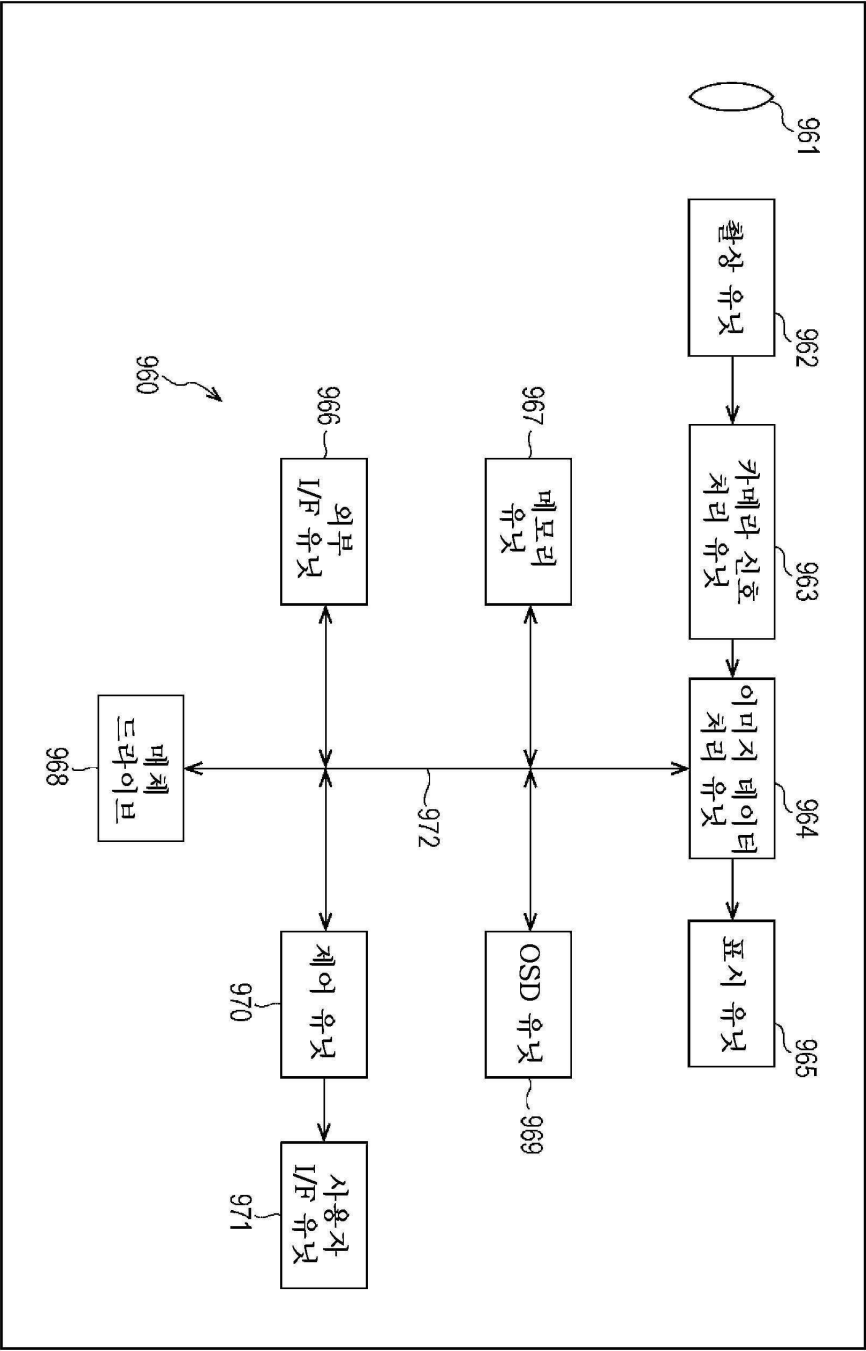 961
962
963
964
965
촬상 유닛
카메라 신호
처리 유닛
이미지 데이터
처리 유닛
표시 유닛
967
메모리
유닛
OSD 유닛
969
972
960
966
외부
I/F 유닛
제어 유닛
970
사용자
I/F 유닛
971
매체
드라이브
968